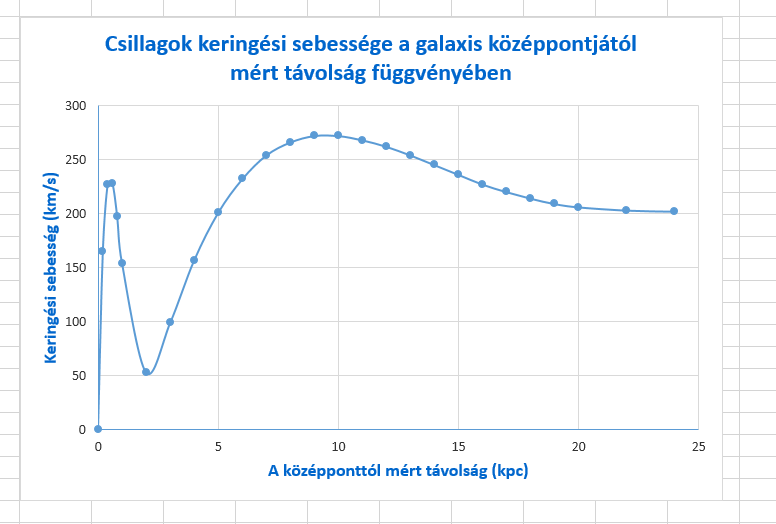 Csillagok keringési sebessége a galaxis középpontjától
mért távolság függvényében
300
250
200
150
100
50
0
Keringési sebesség (km/s)
0 5 10 15 20 25
A középponttól mért távolság (kpc)